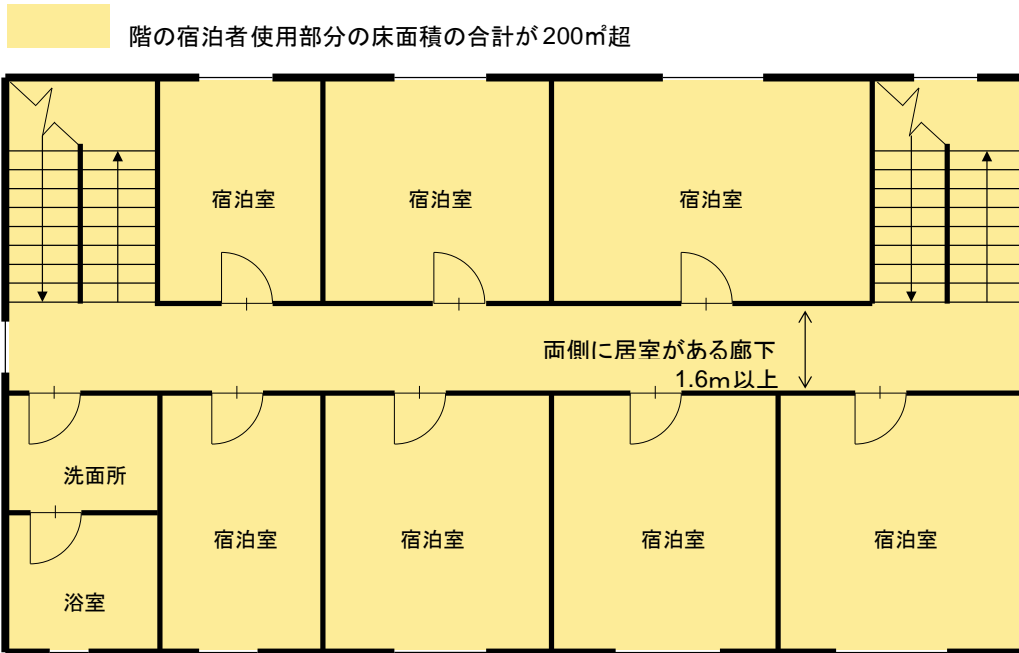 階の宿泊者使用部分の床面積の合計が200㎡超
宿泊室
宿泊室
宿泊室
両側に居室がある廊下
1.6m以上
洗面所
宿泊室
宿泊室
宿泊室
宿泊室
浴室